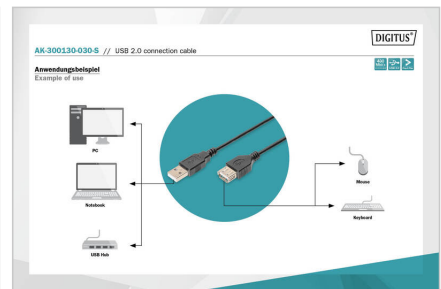 DIGITUS®
AK-300130-030-S // USB 2.0 connection cable
Anwendungsbeispiel
Example of use
PC
Notebook
USB Hub
Mouse
Keyboard